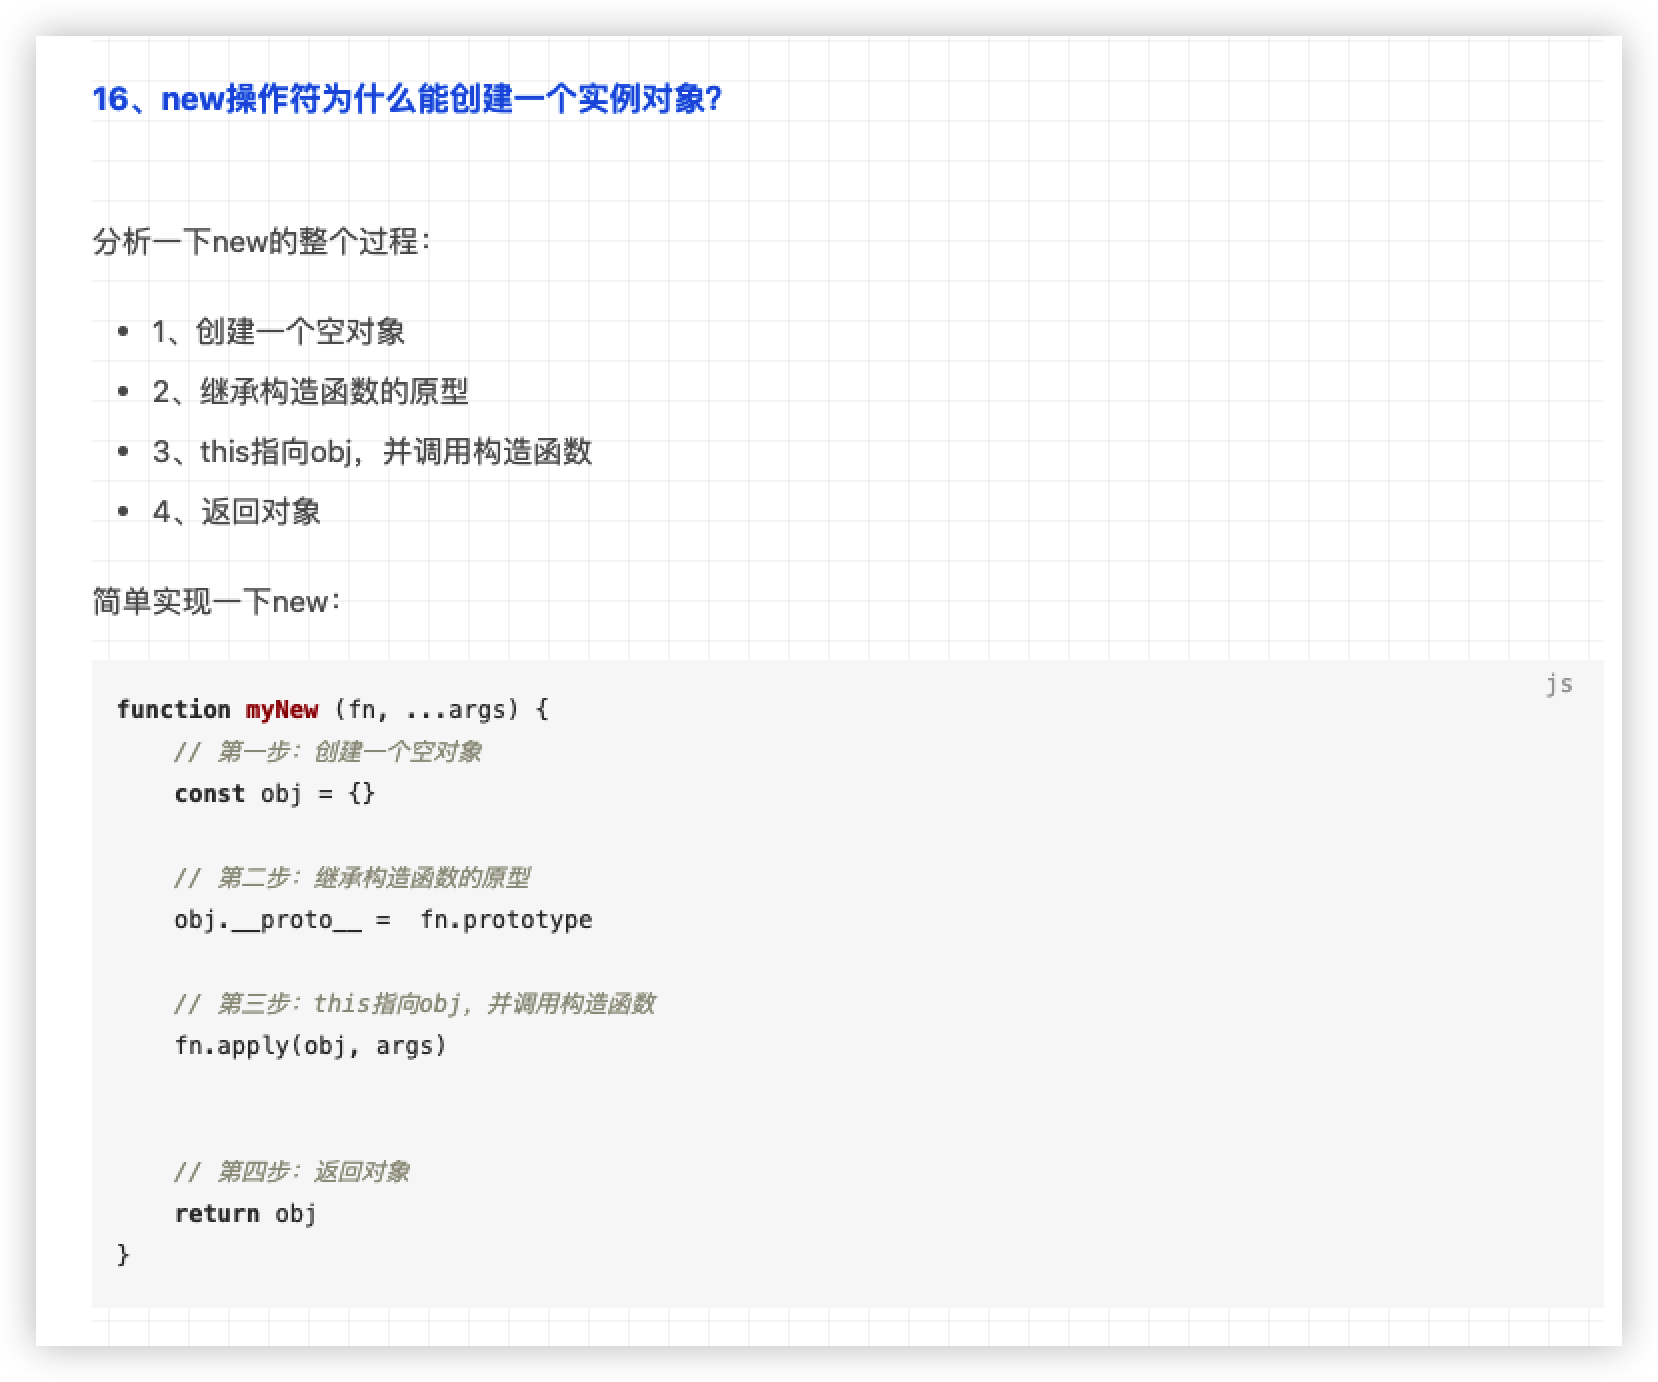 16、new操作符为什么能创建一个实例对象？
分析一下new的整个过程：
• 1、创建一个空对象
• 2、继承构造函数的原型
• 3、this指向obj，并调用构造函数
• 4、返回对象
简单实现一下new：
js
function myNew (fn, ...args) {
    // 第一步：创建一个空对象
    const obj = {}
    // 第二步：继承构造函数的原型
    obj.__proto__ =  fn.prototype
    // 第三步：this指向obj，并调用构造函数
    fn.apply(obj, args)
    // 第四步：返回对象
    return obj
}